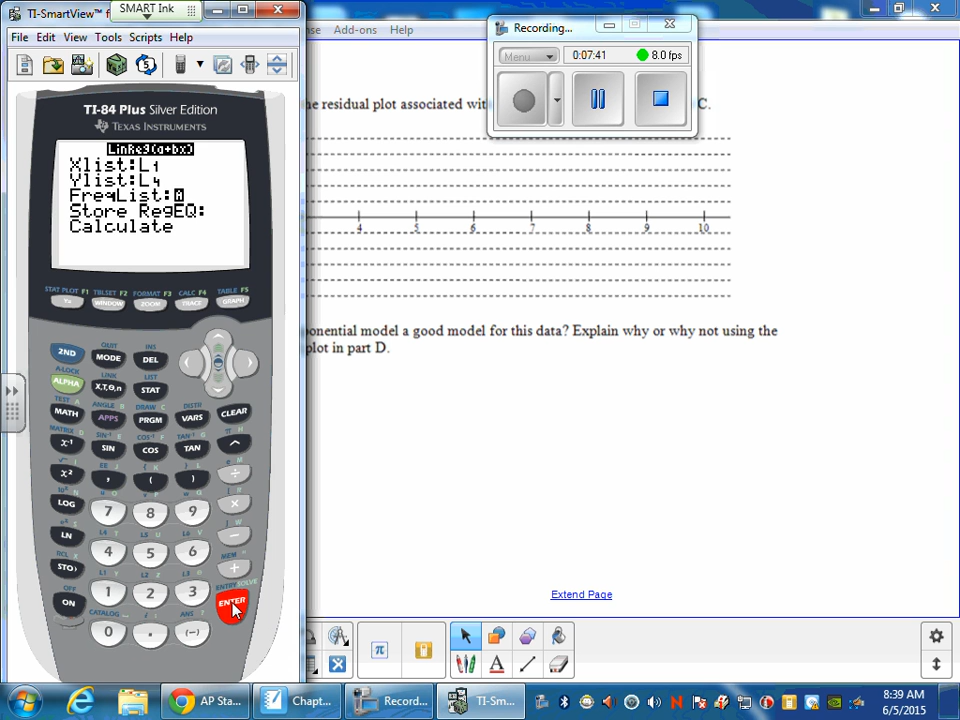 TI-SmartView™ f
SMART Ink
File Edit View Tools Scripts Help
TI-84 Plus Silver Edition
TEXAS INSTRUMENTS
LinReg(a+bx)
Xlist:L1
Ylist:L4
FreqList:
Store RegEQ:
Calculate
STAT PLOT F1 TBLSET F2 FORMAT F3 CALC F4 TABLE F5
Y= WINDOW ZOOM TRACE GRAPH
QUIT INS
2ND MODE DEL
A-LOCK LINK LIST
ALPHA X,T,Θ,n STAT
TEST A ANGLE B DRAW C DISTR
MATH APPS PRGM VARS CLEAR
MATRIX D SIN-1 E COS-1 F TAN-1 G π H
x-1 SIN COS TAN ^
√ I EE J { K } L e M
x² , ( ) ÷
10ˣ N u O v P w Q [ R
LOG 7 8 9 ×
eˣ S L4 T L5 U L6 V ] W
LN 4 5 6 −
RCL X L1 Y L2 Z L3 θ MEM "
STO› 1 2 3 +
OFF CATALOG i : ANS ? ENTRY SOLVE
ON 0 . (−) ENTER
nse Add-ons Help
Recording...
Menu 0:07:41 8.0 fps
he residual plot associated wit
C.
4 5 6 7 8 9 10
ponential model a good model for this data? Explain why or why not using the
plot in part D.
Extend Page
π
A
AP Sta...
Chapt...
Record...
TI-Sm...
8:39 AM
6/5/2015